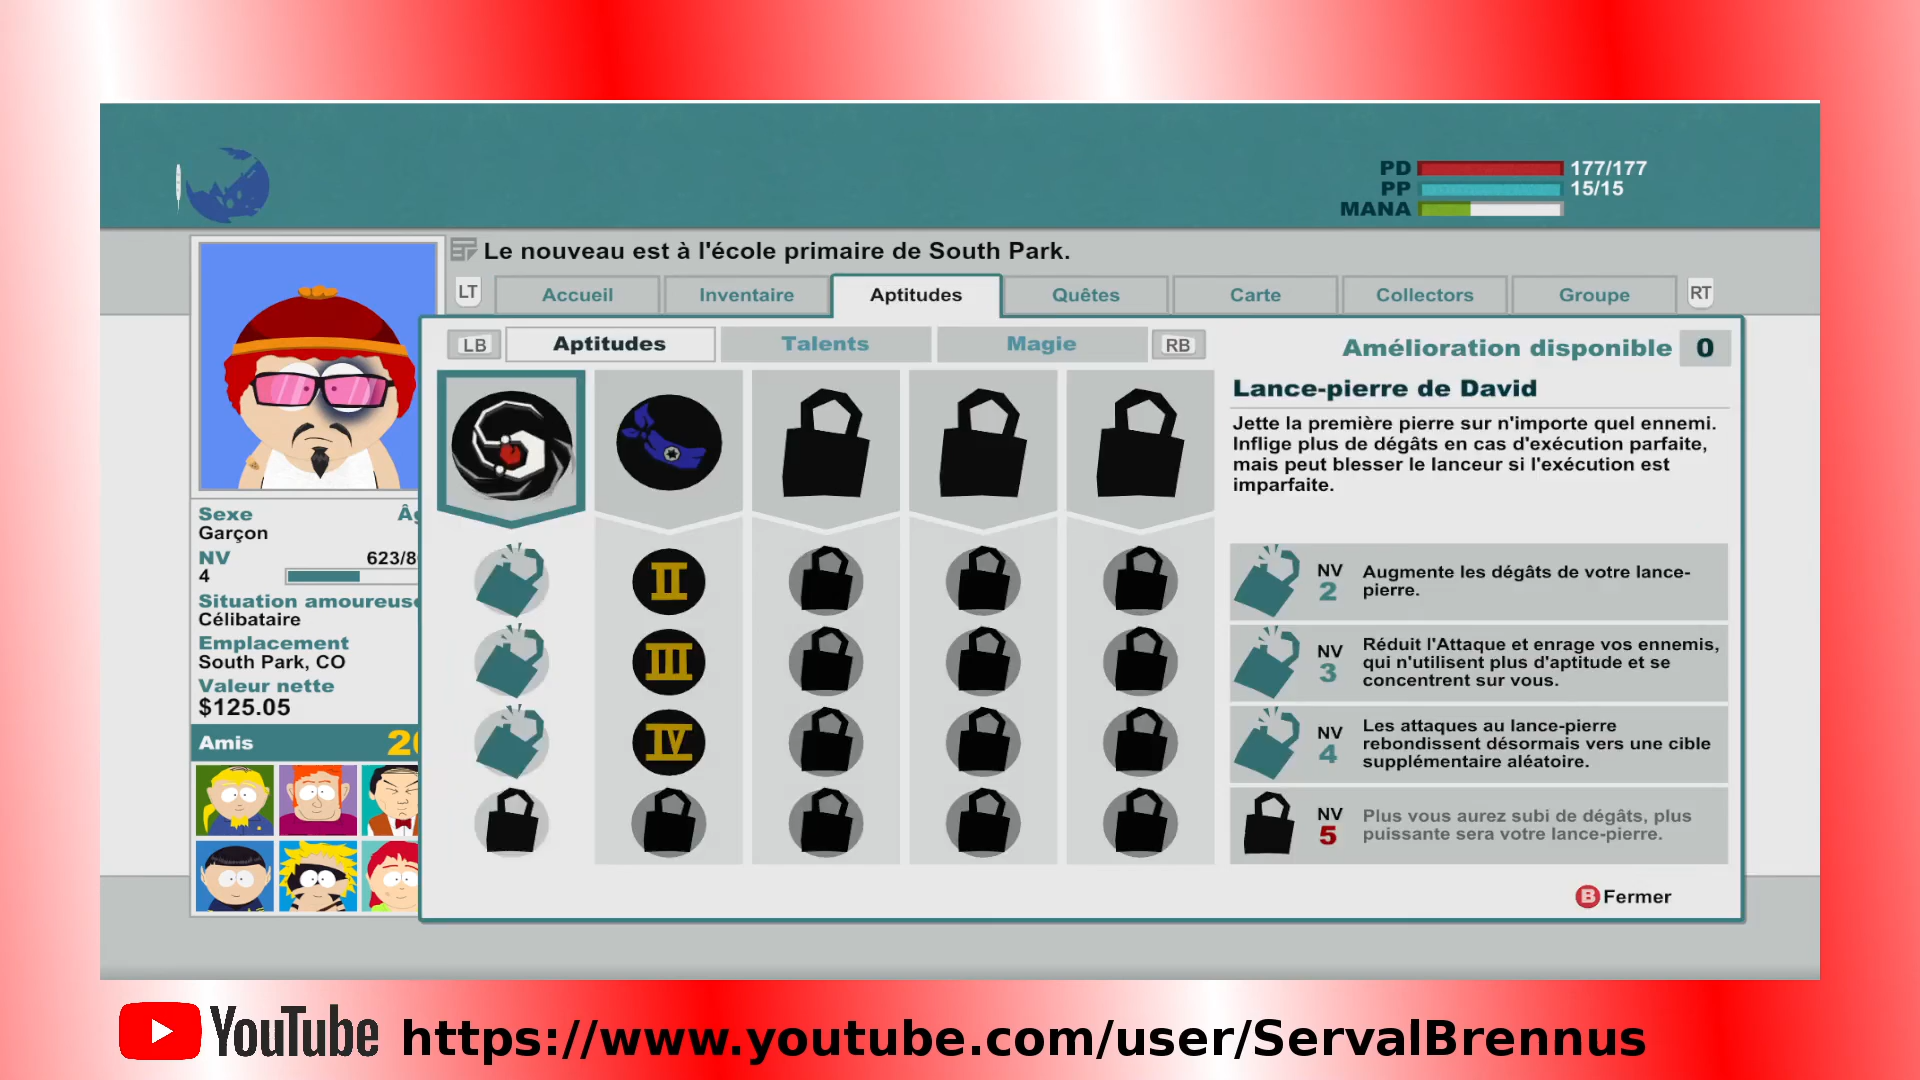 PD 177/177
PP 15/15
MANA
Le nouveau est à l'école primaire de South Park.
LT Accueil Inventaire Aptitudes Quêtes Carte Collectors Groupe RT
LB Aptitudes Talents Magie RB
Amélioration disponible 0
Lance-pierre de David
Jette la première pierre sur n'importe quel ennemi.
Inflige plus de dégâts en cas d'exécution parfaite,
mais peut blesser le lanceur si l'exécution est
imparfaite.
Sexe
Garçon
NV 623/8
4
Situation amoureuse
Célibataire
Emplacement
South Park, CO
Valeur nette
$125.05
Amis
II
III
IV
NV
2
Augmente les dégâts de votre lance-
pierre.
NV
3
Réduit l'Attaque et enrage vos ennemis,
qui n'utilisent plus d'aptitude et se
concentrent sur vous.
NV
4
Les attaques au lance-pierre
rebondissent désormais vers une cible
supplémentaire aléatoire.
NV
5
Plus vous aurez subi de dégâts, plus
puissante sera votre lance-pierre.
B Fermer
YouTube https://www.youtube.com/user/ServalBrennus